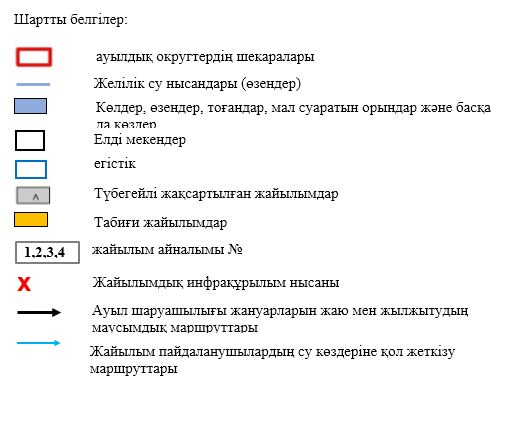 Шартты белгілер:
ауылдық округтердің шекаралары
Желілік су нысандары (өзендер)
Көлдер, өзендер, тоғандар, мал суаратын орындар және басқа
да көздер
Елді мекендер
егістік
Түбегейлі жақсартылған жайылымдар
Табиғи жайылымдар
1,2,3,4 жайылым айналымы №
X Жайылымдық инфрақұрылым нысаны
Ауыл шаруашылығы жануарларын жаю мен жылжытудың
маусымдық маршруттары
Жайылым пайдаланушылардың су көздеріне қол жеткізу
маршруттары